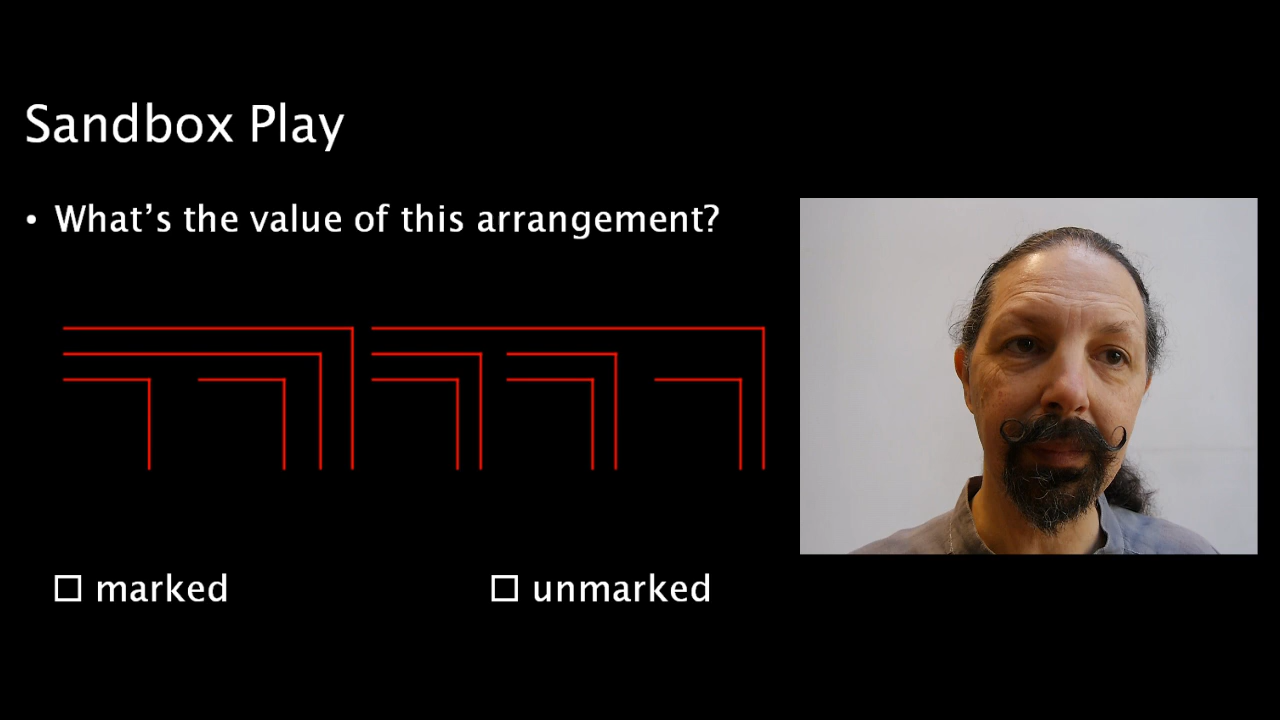 Sandbox Play
• What’s the value of this arrangement?
☐ marked ☐ unmarked